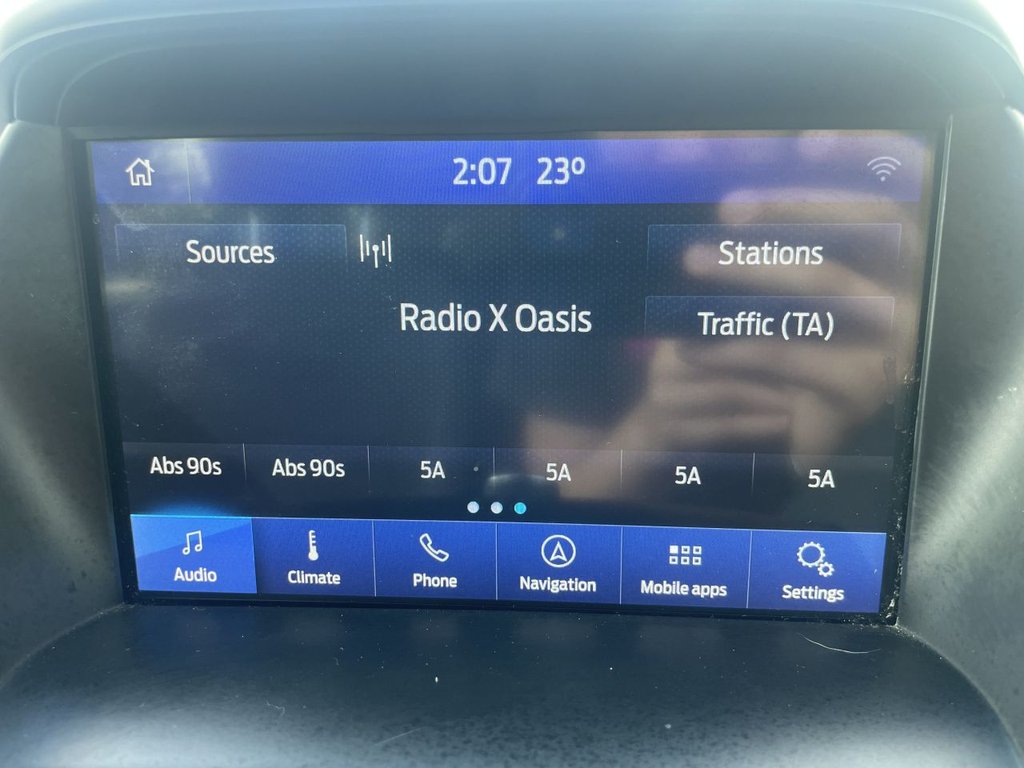 2:07 23º
Sources
Stations
Radio X Oasis
Traffic (TA)
Abs 90s
Abs 90s
5A
5A
5A
5A
Audio
Climate
Phone
Navigation
Mobile apps
Settings